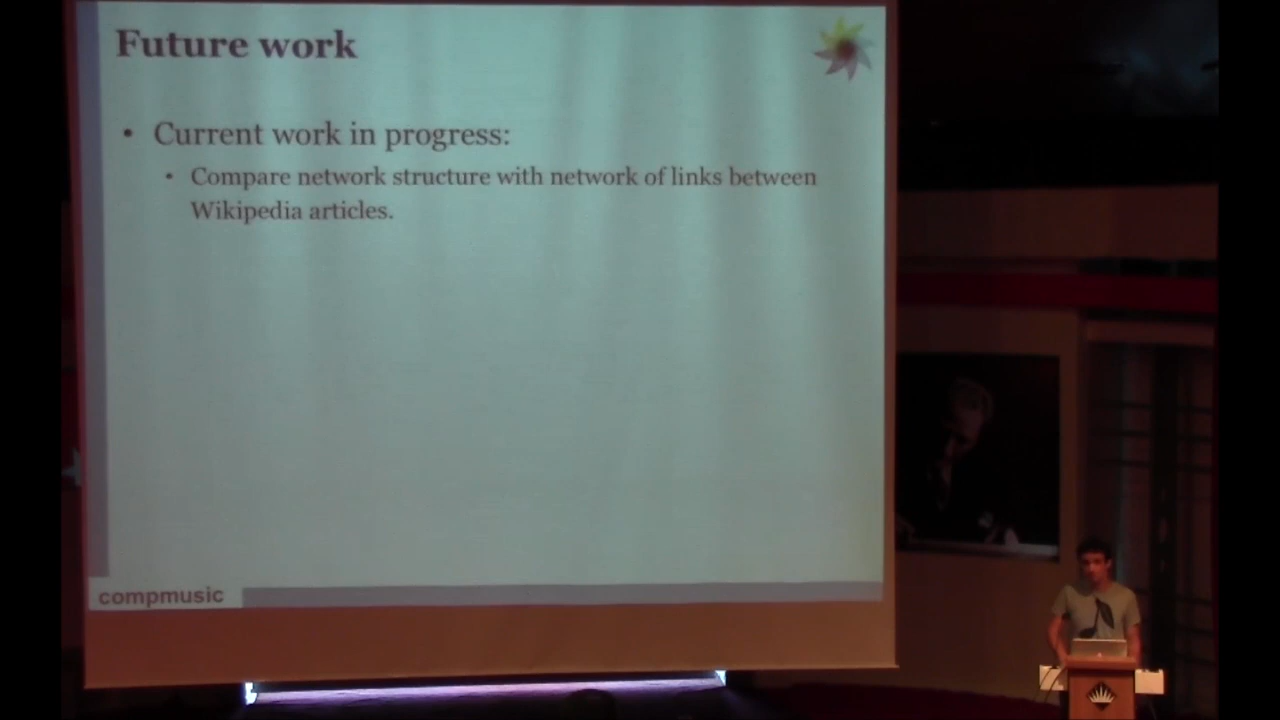 Future work
• Current work in progress:
• Compare network structure with network of links between
Wikipedia articles.
compmusic